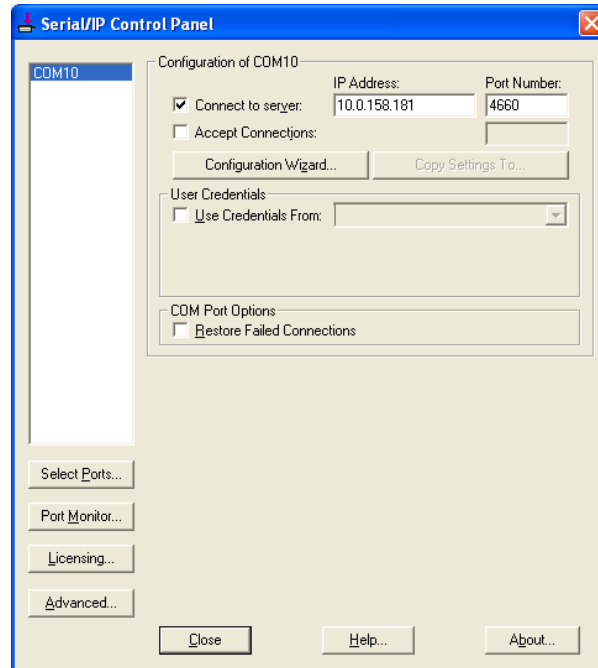 Serial/IP Control Panel
COM10
Configuration of COM10
IP Address: Port Number:
Connect to server: 10.0.158.181 4660
Accept Connections:
Configuration Wizard... Copy Settings To...
User Credentials
Use Credentials From:
COM Port Options
Restore Failed Connections
Select Ports...
Port Monitor...
Licensing...
Advanced...
Close Help... About...